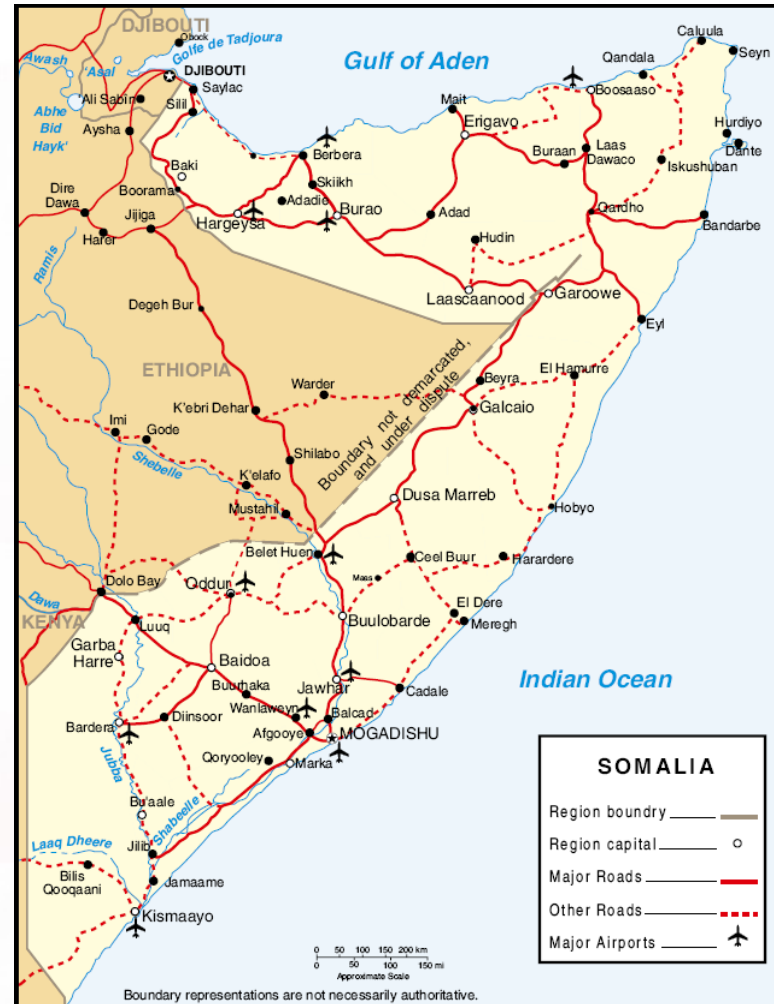 DJIBOUTI
Obock
Golfe de Tadjoura
Awash
'Asal
DJIBOUTI
Saylac
'Ali Sabîn
Silil
Abhe
Bid
Hayk'
Aysha
Gulf of Aden
Caluula
Seyn
Qandala
Boosaaso
Mait
Erigavo
Hurdiyo
Dante
Berbera
Buraan
Laas
Dawaco
Iskushuban
Baki
Skiikh
Boorama
Adadie
Dire
Dawa
Jijiga
Hargeysa
Burao
Adad
Qardho
Bandarbe
Harer
Hudin
Ramis
Laascaanood
Garoowe
Degeh Bur
Eyl
ETHIOPIA
Boundary not demarcated,
and under dispute
Warder
Beyra
El Hamurre
K'ebri Dehar
Galcaio
Imi
Gode
Shilabo
Shebelle
K'elafo
Dusa Marreb
Mustahil
Hobyo
Belet Huen
Ceel Buur
Harardere
Dolo Bay
Oddur
Maas
Dawa
KENYA
Luuq
Buulobarde
El Dere
Meregh
Garba
Harre
Baidoa
Buurhaka
Jawhar
Cadale
Indian Ocean
Wanlaweyn
Balcad
Bardera
Diinsoor
Afgooye
MOGADISHU
Jubba
Qoryooley
Marka
Bu'aale
Shabeelle
Laaq Dheere
Jilib
Bilis
Qooqaani
Jamaame
Kismaayo
SOMALIA
Region boundry
Region capital
Major Roads
Other Roads
Major Airports
0 50 100 150 200 km
0 50 100 150 mi
Approximate Scale
Boundary representations are not necessarily authoritative.